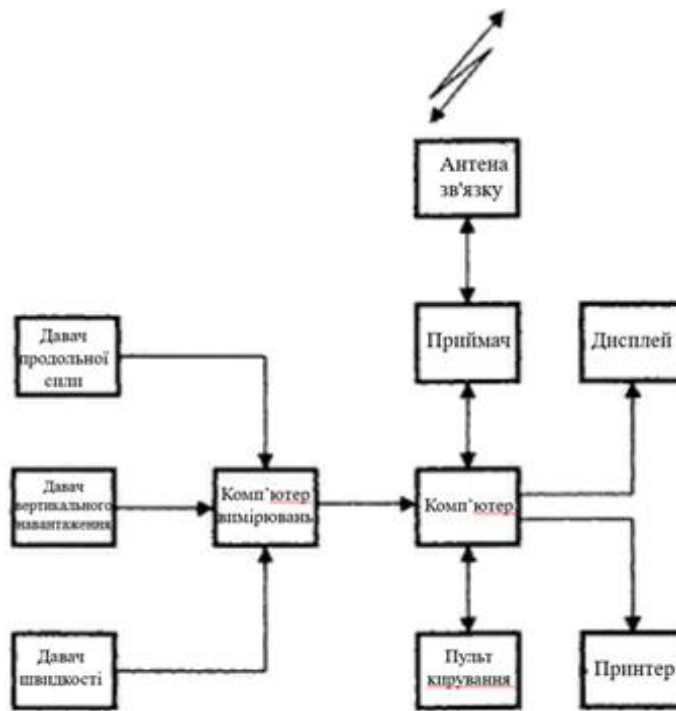 Антена
зв'язку
Давач
продольної
сили
Приймач
Дисплей
Давач
вертикального
навантаження
Комп'ютер
вимірювань
Комп'ютер
Давач
швидкості
Пульт
кирування
Принтер